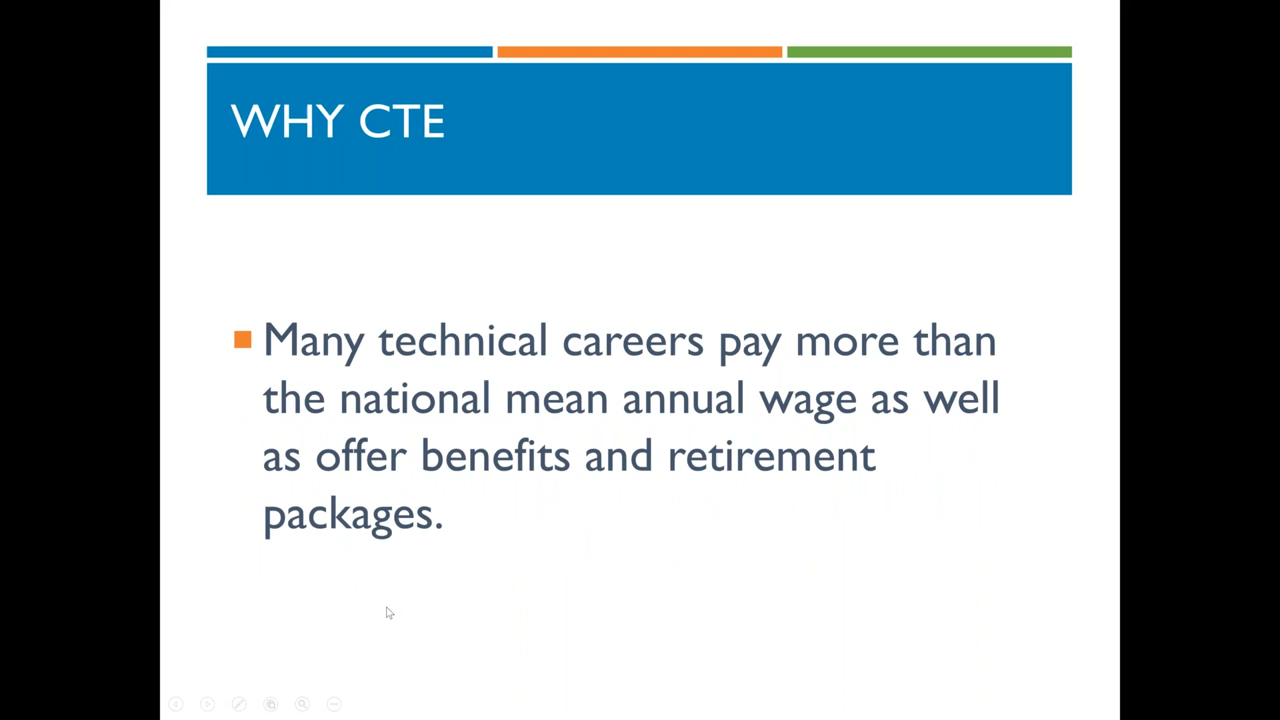 WHY CTE
Many technical careers pay more than
the national mean annual wage as well
as offer benefits and retirement
packages.